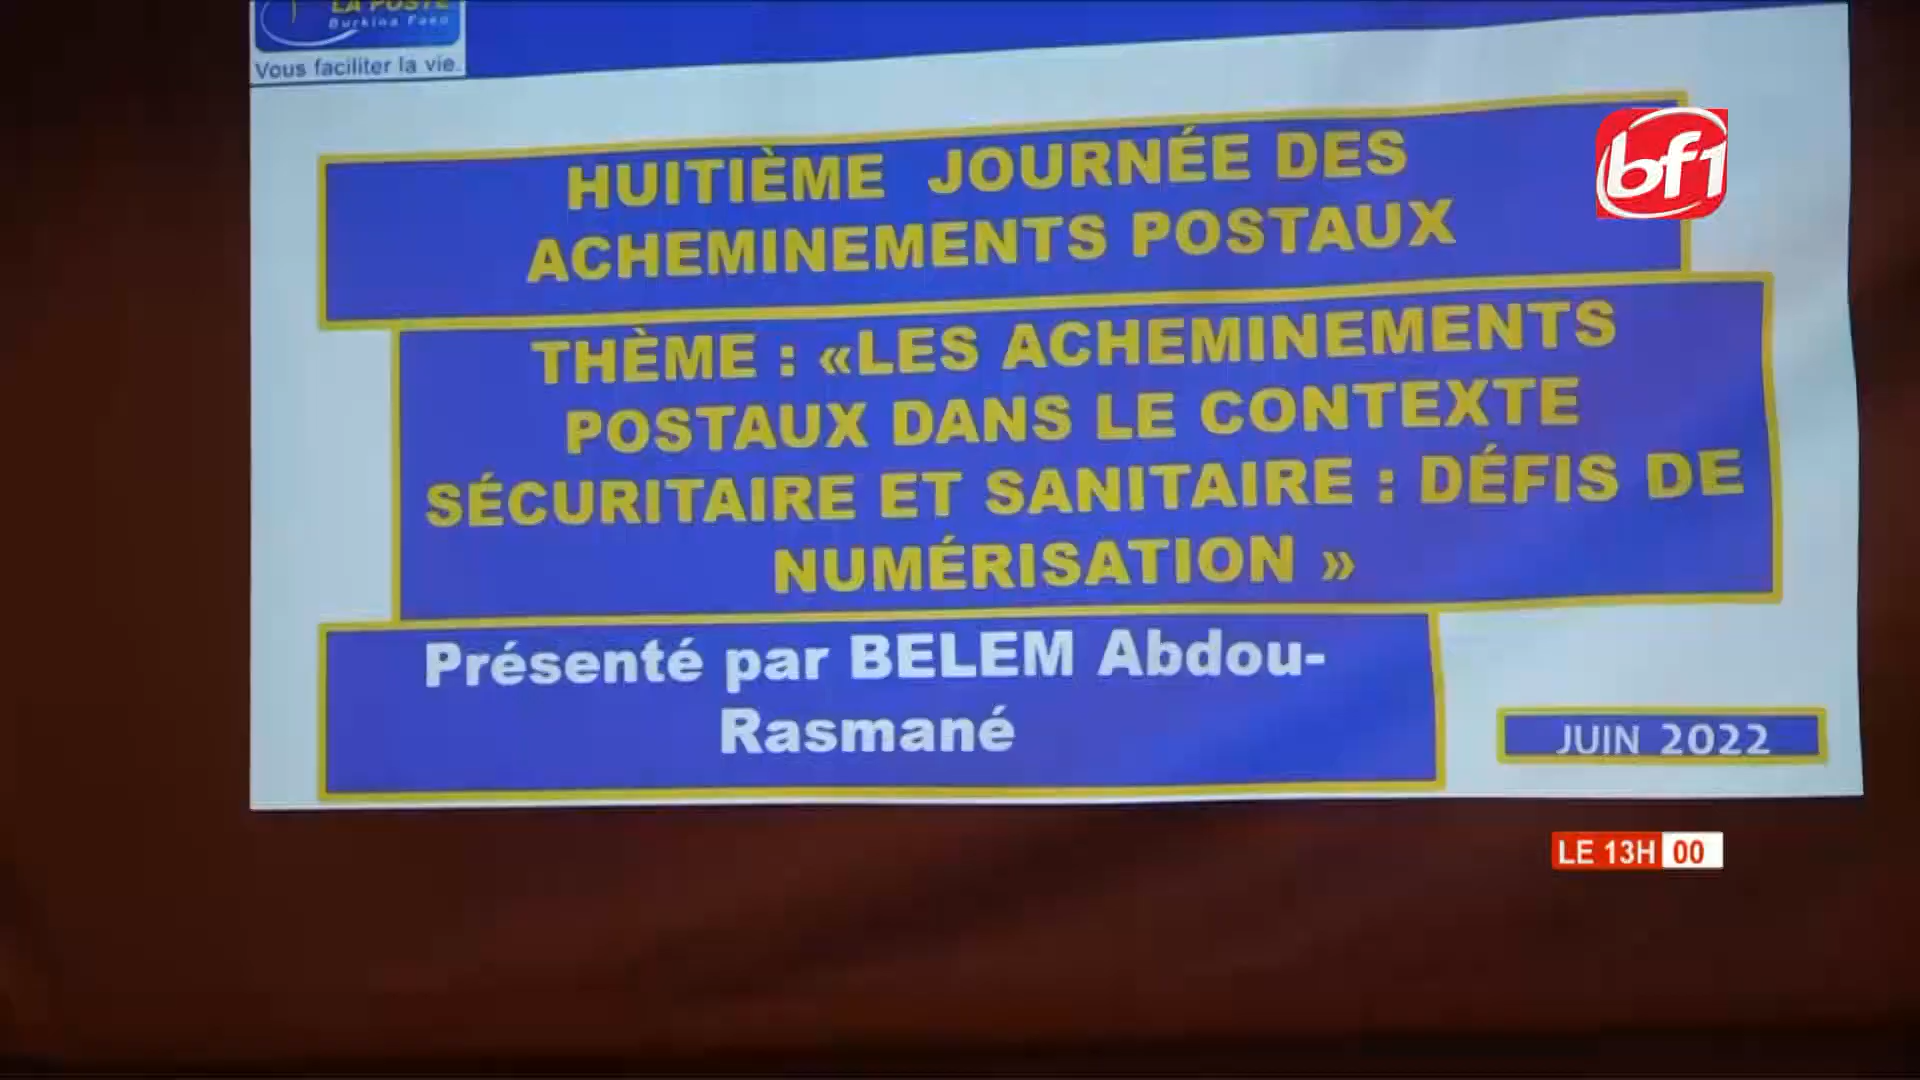 LA POSTE
Burkina Faso
Vous faciliter la vie.
HUITIÈME JOURNÉE DES
ACHEMINEMENTS POSTAUX
bf1
THÈME : «LES ACHEMINEMENTS
POSTAUX DANS LE CONTEXTE
SÉCURITAIRE ET SANITAIRE : DÉFIS DE
NUMÉRISATION »
Présenté par BELEM Abdou-
Rasmané
JUIN 2022
LE 13H 00